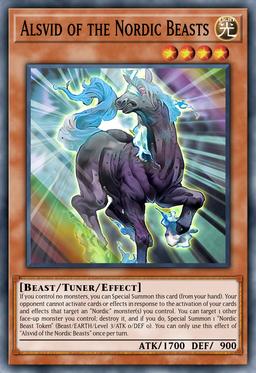 Alsvid of the Nordic Beasts
光
[Beast/Tuner/Effect]
If you control no monsters, you can Special Summon this card (from your hand). Your
opponent cannot activate cards or effects in response to the activation of your cards
and effects that target an "Nordic" monster(s) you control. You can target 1 other
face-up monster you control; destroy it, and if you do, Special Summon 1 "Nordic
Beast Token" (Beast/EARTH/Level 3/ATK 0/DEF 0). You can only use this effect of
"Alsvid of the Nordic Beasts" once per turn.
ATK/1700 DEF/ 900